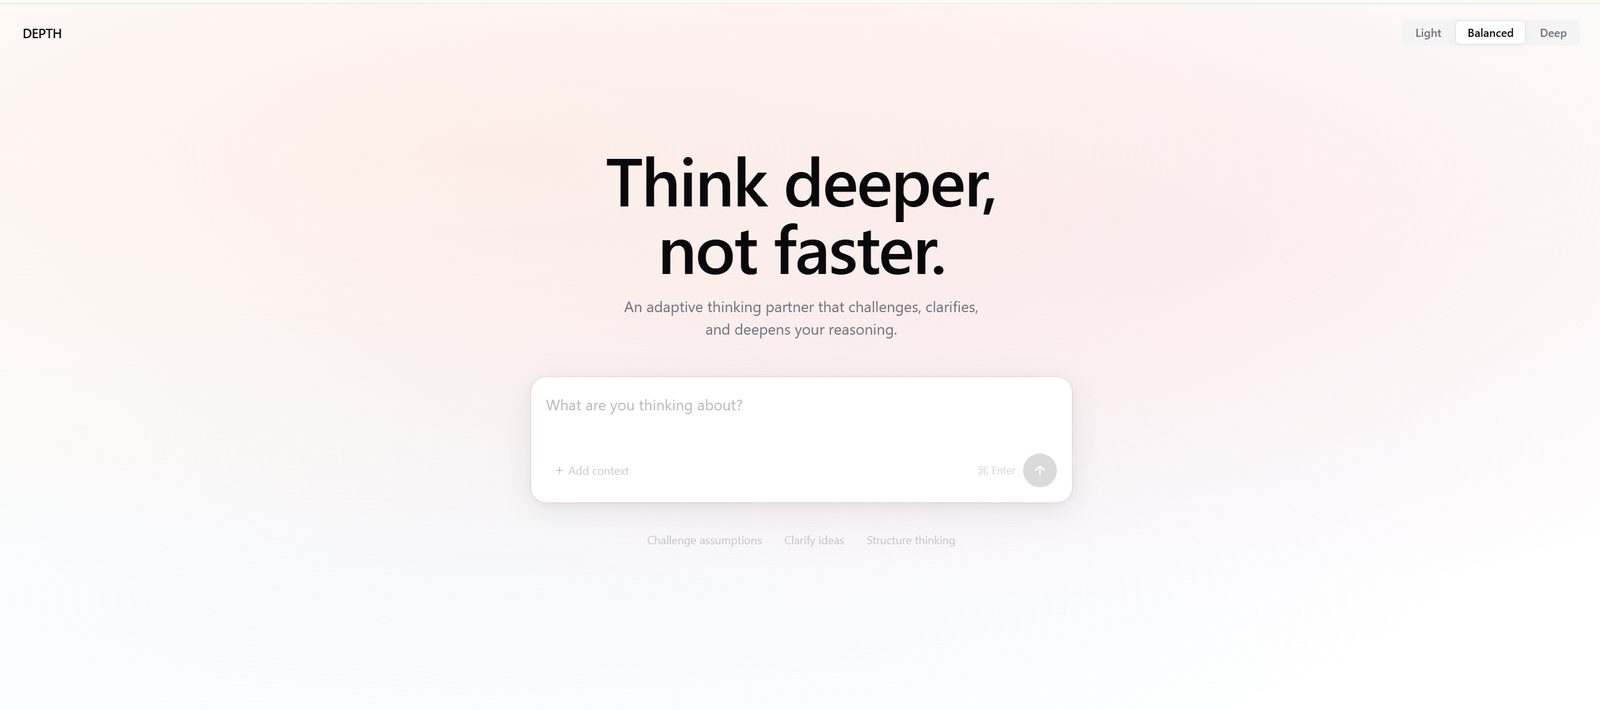 DEPTH
Light Balanced Deep
Think deeper,
not faster.
An adaptive thinking partner that challenges, clarifies,
and deepens your reasoning.
What are you thinking about?
+ Add context
⌘ Enter
Challenge assumptions Clarify ideas Structure thinking